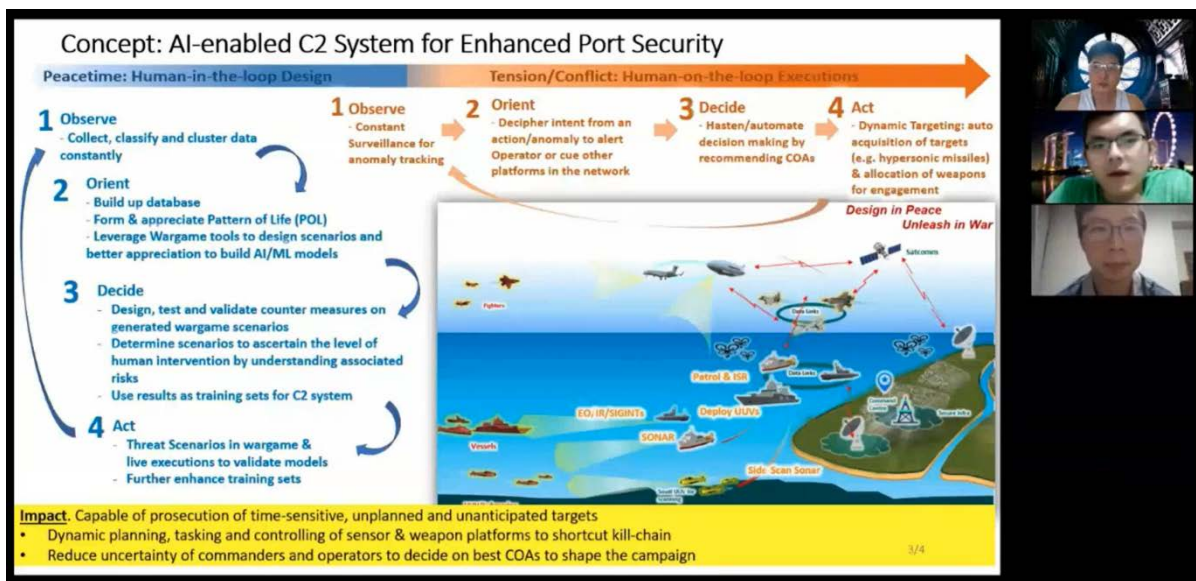 Concept: AI-enabled C2 System for Enhanced Port Security
Peacetime: Human-in-the-loop Design
Tension/Conflict: Human-on-the-loop Executions
1 Observe
- Collect, classify and cluster data
constantly
2 Orient
- Build up database
- Form & appreciate Pattern of Life (POL)
- Leverage Wargame tools to design scenarios and
better appreciation to build AI/ML models
3 Decide
- Design, test and validate counter measures on
generated wargame scenarios
- Determine scenarios to ascertain the level of
human intervention by understanding associated
risks
- Use results as training sets for C2 system
4 Act
- Threat Scenarios in wargame &
live executions to validate models
- Further enhance training sets
1 Observe
- Constant
Surveillance for
anomaly tracking
2 Orient
- Decipher intent from an
action/anomaly to alert
Operator or cue other
platforms in the network
3 Decide
- Hasten/automate
decision making by
recommending COAs
4 Act
- Dynamic Targeting: auto
acquisition of targets
(e.g. hypersonic missiles)
& allocation of weapons
for engagement
Design in Peace
Unleash in War
Satcomms
Fighters
Data Links
Patrol & ISR
Data Links
Command
Centre
Secure Infra
EO, IR/SIGINTs
Deploy UUVs
Vessels
SONAR
Side Scan Sonar
Small UUVs
Impact. Capable of prosecution of time-sensitive, unplanned and unanticipated targets
• Dynamic planning, tasking and controlling of sensor & weapon platforms to shortcut kill-chain
• Reduce uncertainty of commanders and operators to decide on best COAs to shape the campaign
3/4